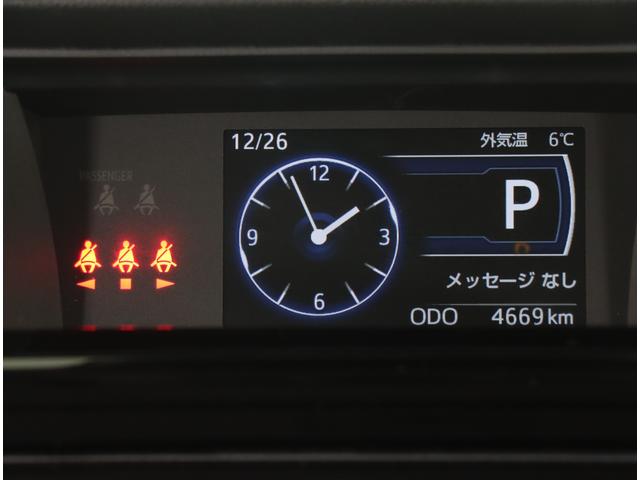 12/26 外気温 6℃
PASSENGER
12
9 3
6
P
メッセージ なし
ODO 4669 km